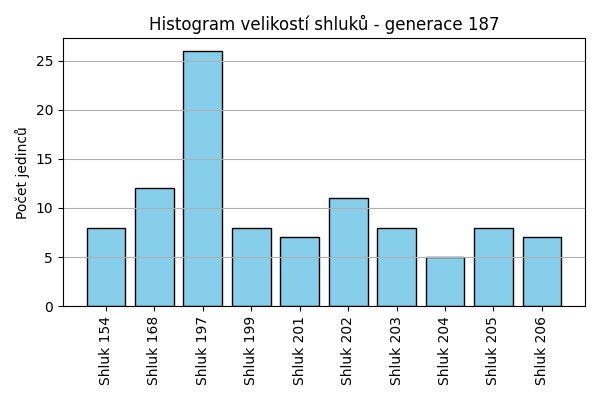 Histogram velikostí shluků - generace 187
Počet jedinců
25
20
15
10
5
0
Shluk 154
Shluk 168
Shluk 197
Shluk 199
Shluk 201
Shluk 202
Shluk 203
Shluk 204
Shluk 205
Shluk 206